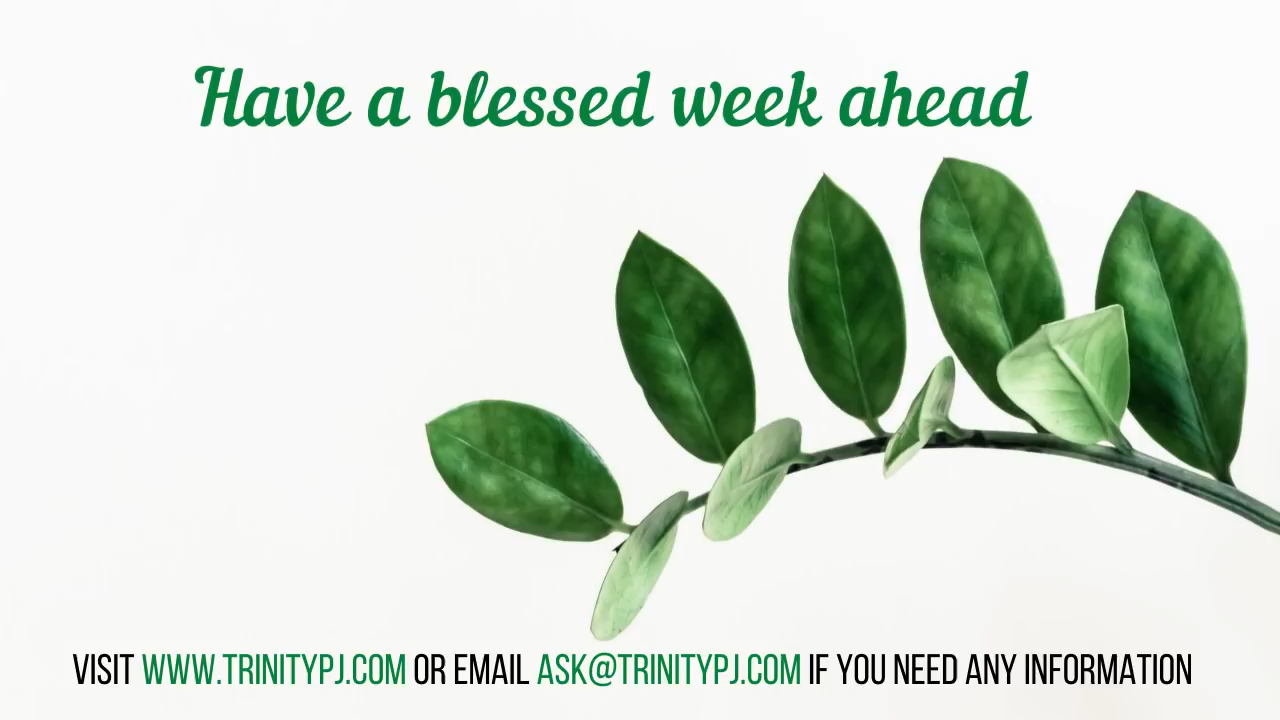 Have a blessed week ahead
VISIT WWW.TRINITYPJ.COM OR EMAIL ASK@TRINITYPJ.COM IF YOU NEED ANY INFORMATION